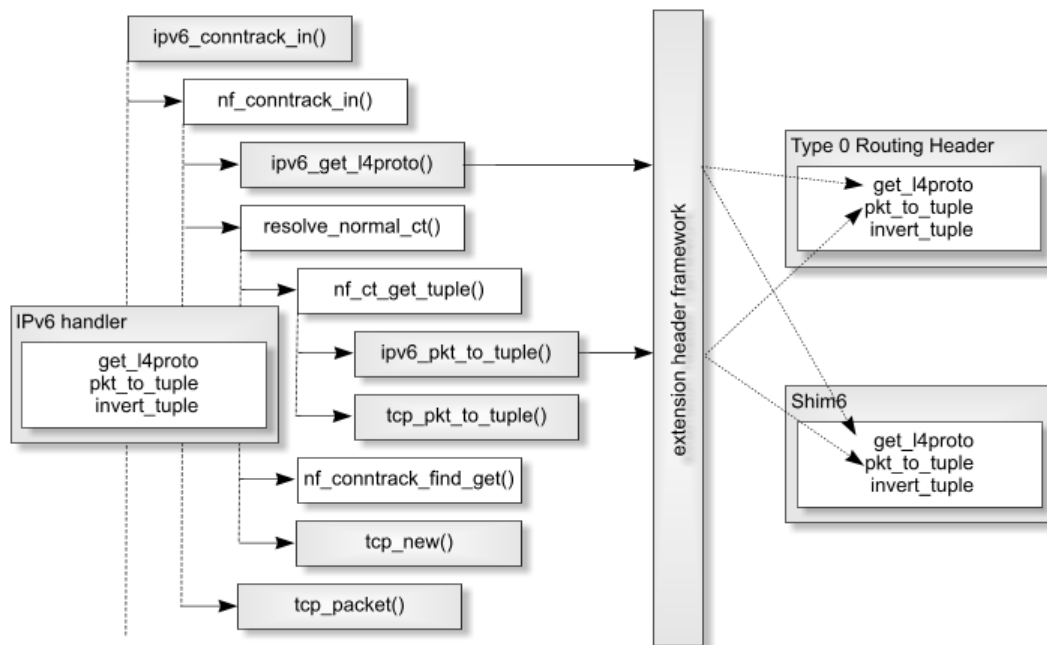 ipv6_conntrack_in()
nf_conntrack_in()
ipv6_get_l4proto()
resolve_normal_ct()
nf_ct_get_tuple()
IPv6 handler
get_l4proto
pkt_to_tuple
invert_tuple
ipv6_pkt_to_tuple()
tcp_pkt_to_tuple()
nf_conntrack_find_get()
tcp_new()
tcp_packet()
extension header framework
Type 0 Routing Header
get_l4proto
pkt_to_tuple
invert_tuple
Shim6
get_l4proto
pkt_to_tuple
invert_tuple